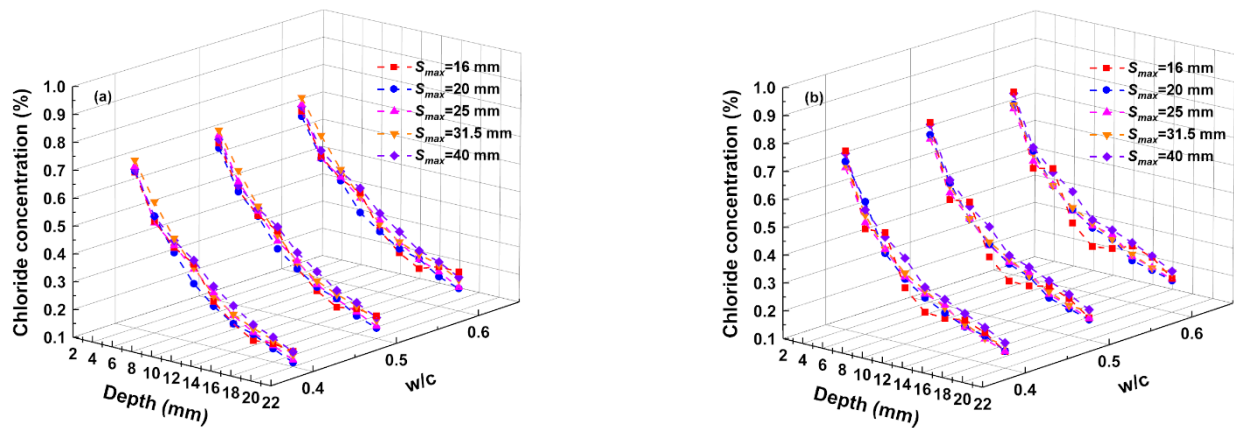 (a)
Chloride concentration (%)
1.0
0.9
0.8
0.7
0.6
0.5
0.4
0.3
0.2
0.1
2 4 6 8 10 12 14 16 18 20 22
Depth (mm)
0.4 0.5 0.6
w/c
Smax=16 mm
Smax=20 mm
Smax=25 mm
Smax=31.5 mm
Smax=40 mm
(b)
Chloride concentration (%)
1.0
0.9
0.8
0.7
0.6
0.5
0.4
0.3
0.2
0.1
2 4 6 8 10 12 14 16 18 20 22
Depth (mm)
0.4 0.5 0.6
w/c
Smax=16 mm
Smax=20 mm
Smax=25 mm
Smax=31.5 mm
Smax=40 mm